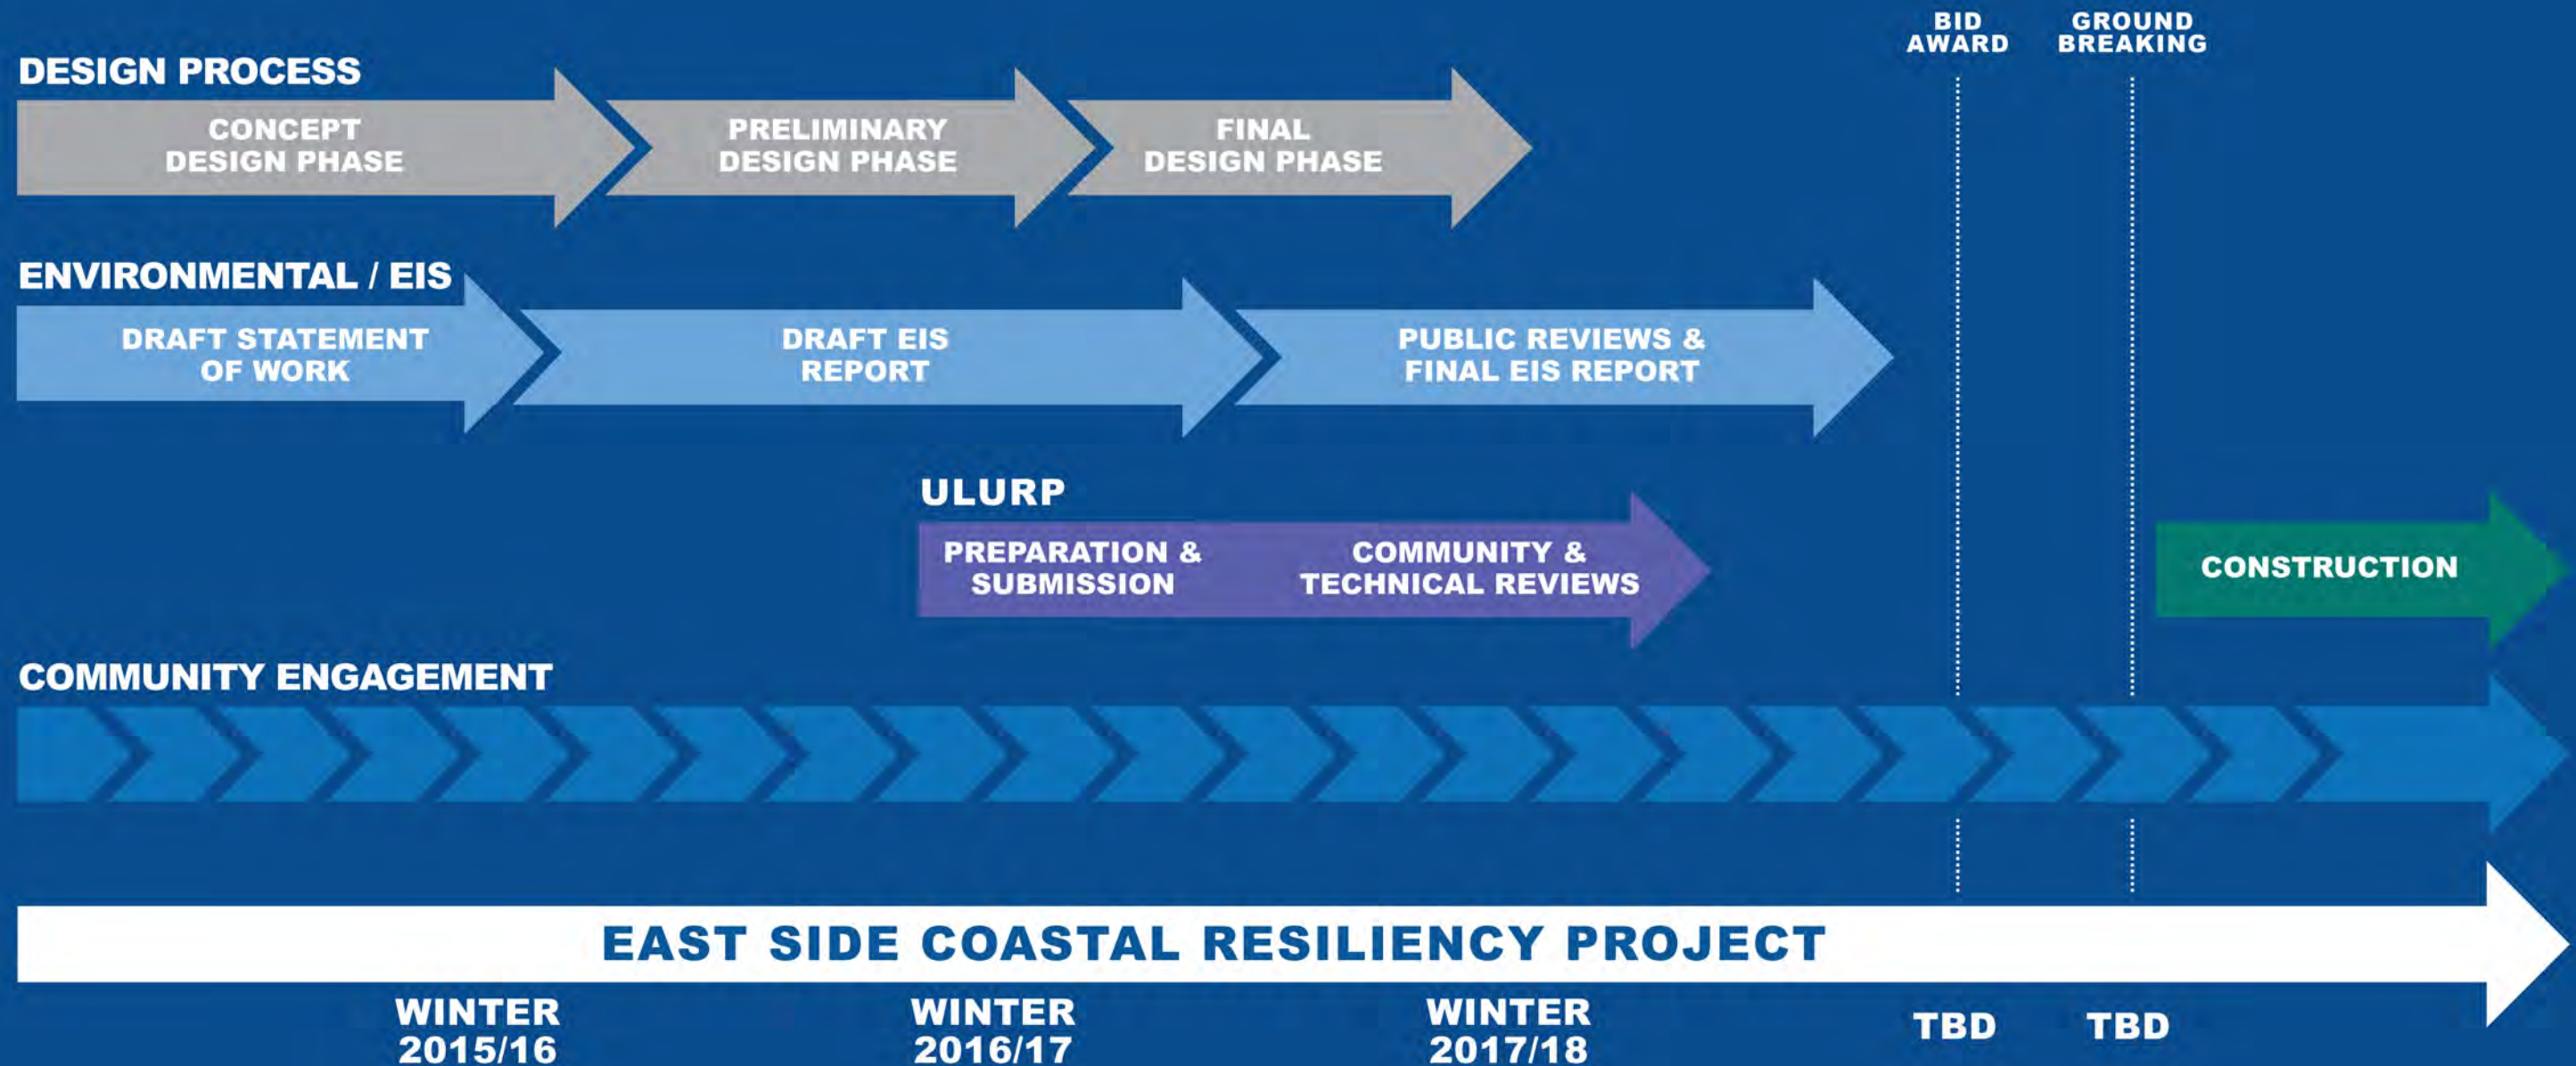 BID
AWARD
GROUND
BREAKING
DESIGN PROCESS
CONCEPT
DESIGN PHASE
PRELIMINARY
DESIGN PHASE
FINAL
DESIGN PHASE
ENVIRONMENTAL / EIS
DRAFT STATEMENT
OF WORK
DRAFT EIS
REPORT
PUBLIC REVIEWS &
FINAL EIS REPORT
ULURP
PREPARATION &
SUBMISSION
COMMUNITY &
TECHNICAL REVIEWS
CONSTRUCTION
COMMUNITY ENGAGEMENT
EAST SIDE COASTAL RESILIENCY PROJECT
WINTER
2015/16
WINTER
2016/17
WINTER
2017/18
TBD
TBD